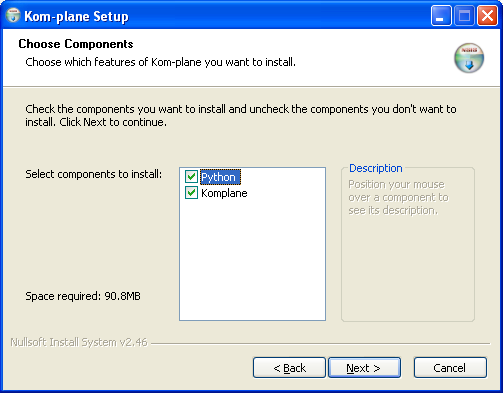 Kom-plane Setup
Choose Components
Choose which features of Kom-plane you want to install.
Check the components you want to install and uncheck the components you don't want to
install. Click Next to continue.
Select components to install:
Python
Komplane
Description
Position your mouse
over a component to
see its description.
Space required: 90.8MB
Nullsoft Install System v2.46
< Back
Next >
Cancel